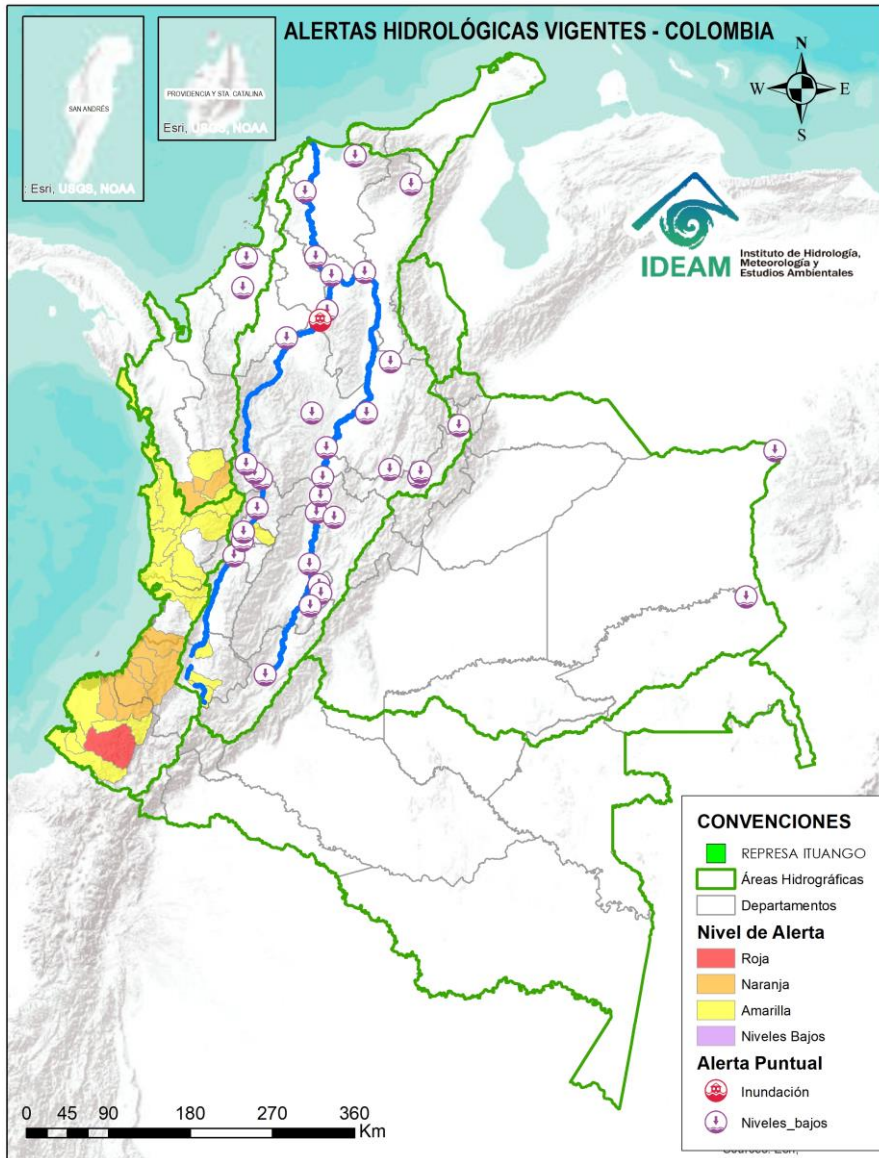 ALERTAS HIDROLÓGICAS VIGENTES - COLOMBIA
SAN ANDRÉS
Esri, USGS, NOAA
PROVIDENCIA Y STA. CATALINA
Esri, USGS, NOAA
N
W
E
S
IDEAM
Instituto de Hidrología,
Meteorología y
Estudios Ambientales
CONVENCIONES
REPRESA ITUANGO
Áreas Hidrográficas
Departamentos
Nivel de Alerta
Roja
Naranja
Amarilla
Niveles Bajos
Alerta Puntual
Inundación
Niveles_bajos
Sources: Esri,
0 45 90 180 270 360
Km